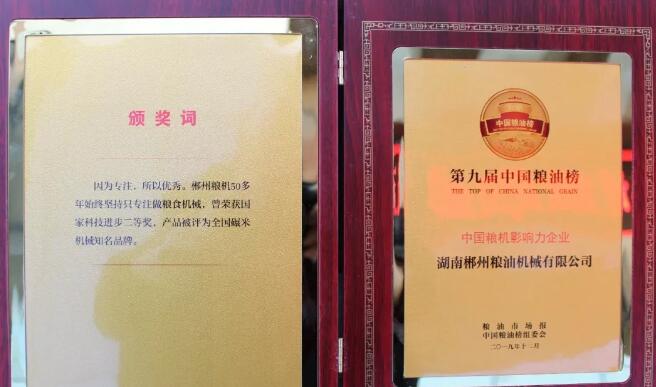 颁奖词
因为专注，所以优秀。郴州粮机50多
年始终坚持只专注做粮食机械，曾荣获国
家科技进步二等奖，产品被评为全国碾米
机械知名品牌。
中国粮油榜
第九届中国粮油榜
THE TOP OF CHINA NATIONAL GRAIN
中国粮机影响力企业
湖南郴州粮油机械有限公司
粮油市场报
中国粮油榜组委会
二〇一九年十二月